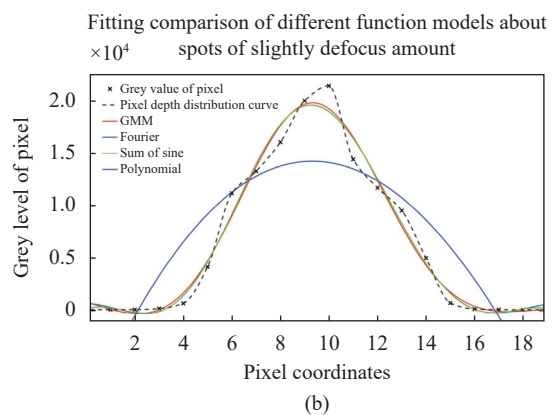 Fitting comparison of different function models about
spots of slightly defocus amount
×10⁴
Grey value of pixel
Pixel depth distribution curve
GMM
Fourier
Sum of sine
Polynomial
2.0
1.5
1.0
0.5
0
Grey level of pixel
2 4 6 8 10 12 14 16 18
Pixel coordinates
(b)